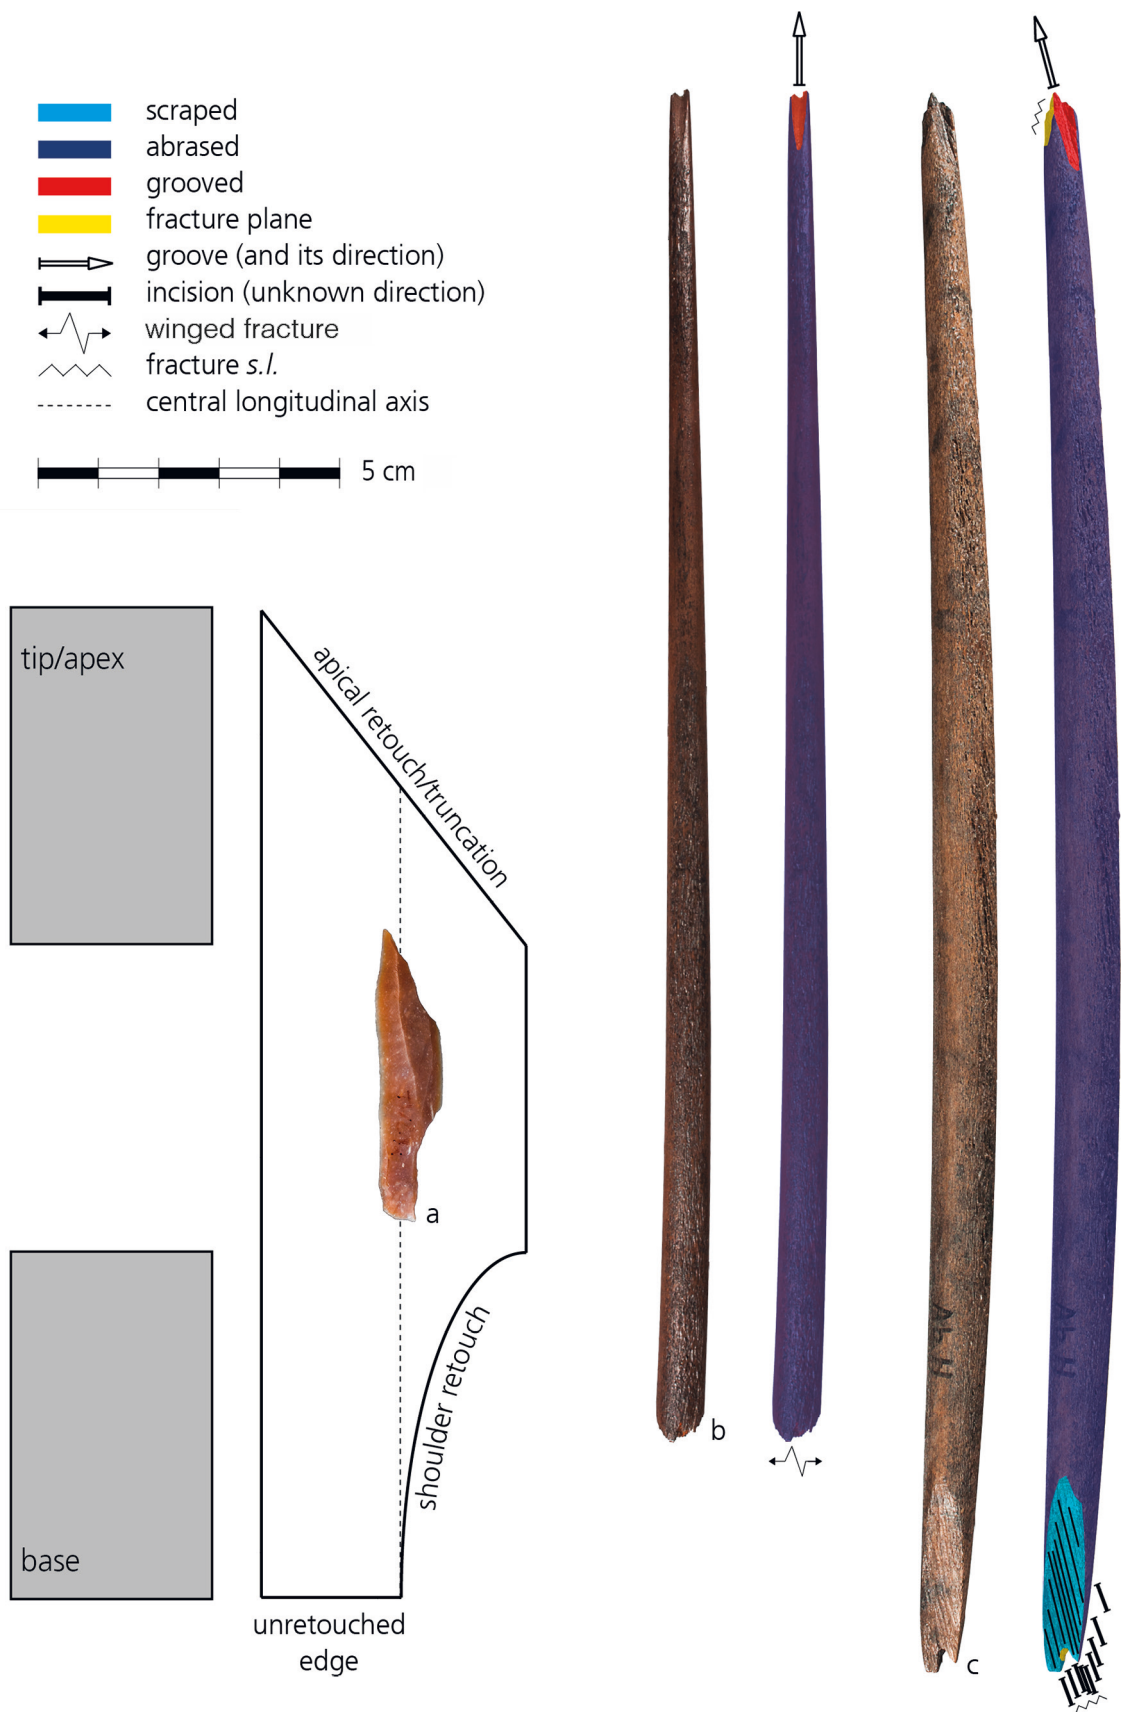 scraped
abrased
grooved
fracture plane
groove (and its direction)
incision (unknown direction)
winged fracture
fracture s.l.
central longitudinal axis
5 cm
tip/apex
apical retouch/truncation
a
base
shoulder retouch
unretouched
edge
b
c